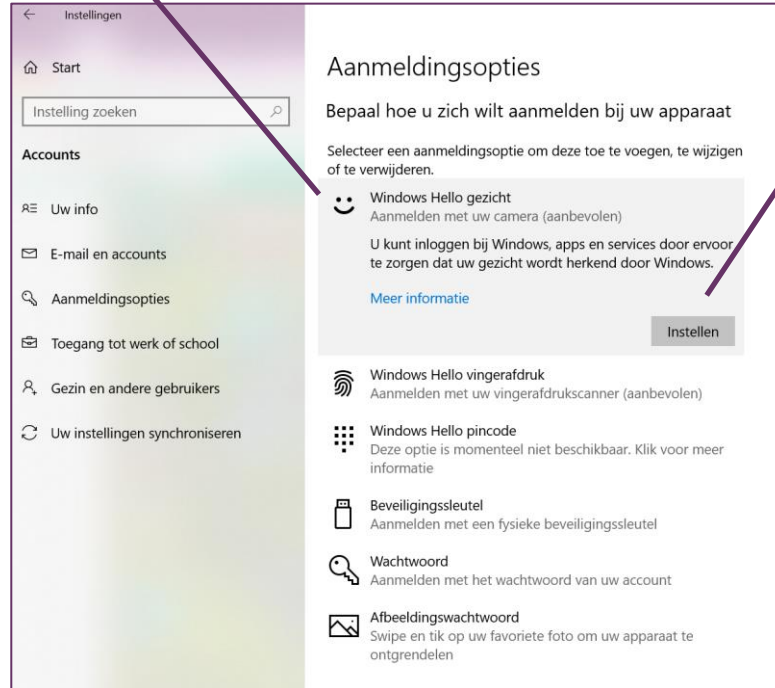 Instellingen
Start
Instelling zoeken
Accounts
Uw info
E-mail en accounts
Aanmeldingsopties
Toegang tot werk of school
Gezin en andere gebruikers
Uw instellingen synchroniseren
Aanmeldingsopties
Bepaal hoe u zich wilt aanmelden bij uw apparaat
Selecteer een aanmeldingsoptie om deze toe te voegen, te wijzigen
of te verwijderen.
Windows Hello gezicht
Aanmelden met uw camera (aanbevolen)
U kunt inloggen bij Windows, apps en services door ervoor
te zorgen dat uw gezicht wordt herkend door Windows.
Meer informatie
Instellen
Windows Hello vingerafdruk
Aanmelden met uw vingerafdrukscanner (aanbevolen)
Windows Hello pincode
Deze optie is momenteel niet beschikbaar. Klik voor meer
informatie
Beveiligingssleutel
Aanmelden met een fysieke beveiligingssleutel
Wachtwoord
Aanmelden met het wachtwoord van uw account
Afbeeldingswachtwoord
Swipe en tik op uw favoriete foto om uw apparaat te
ontgrendelen